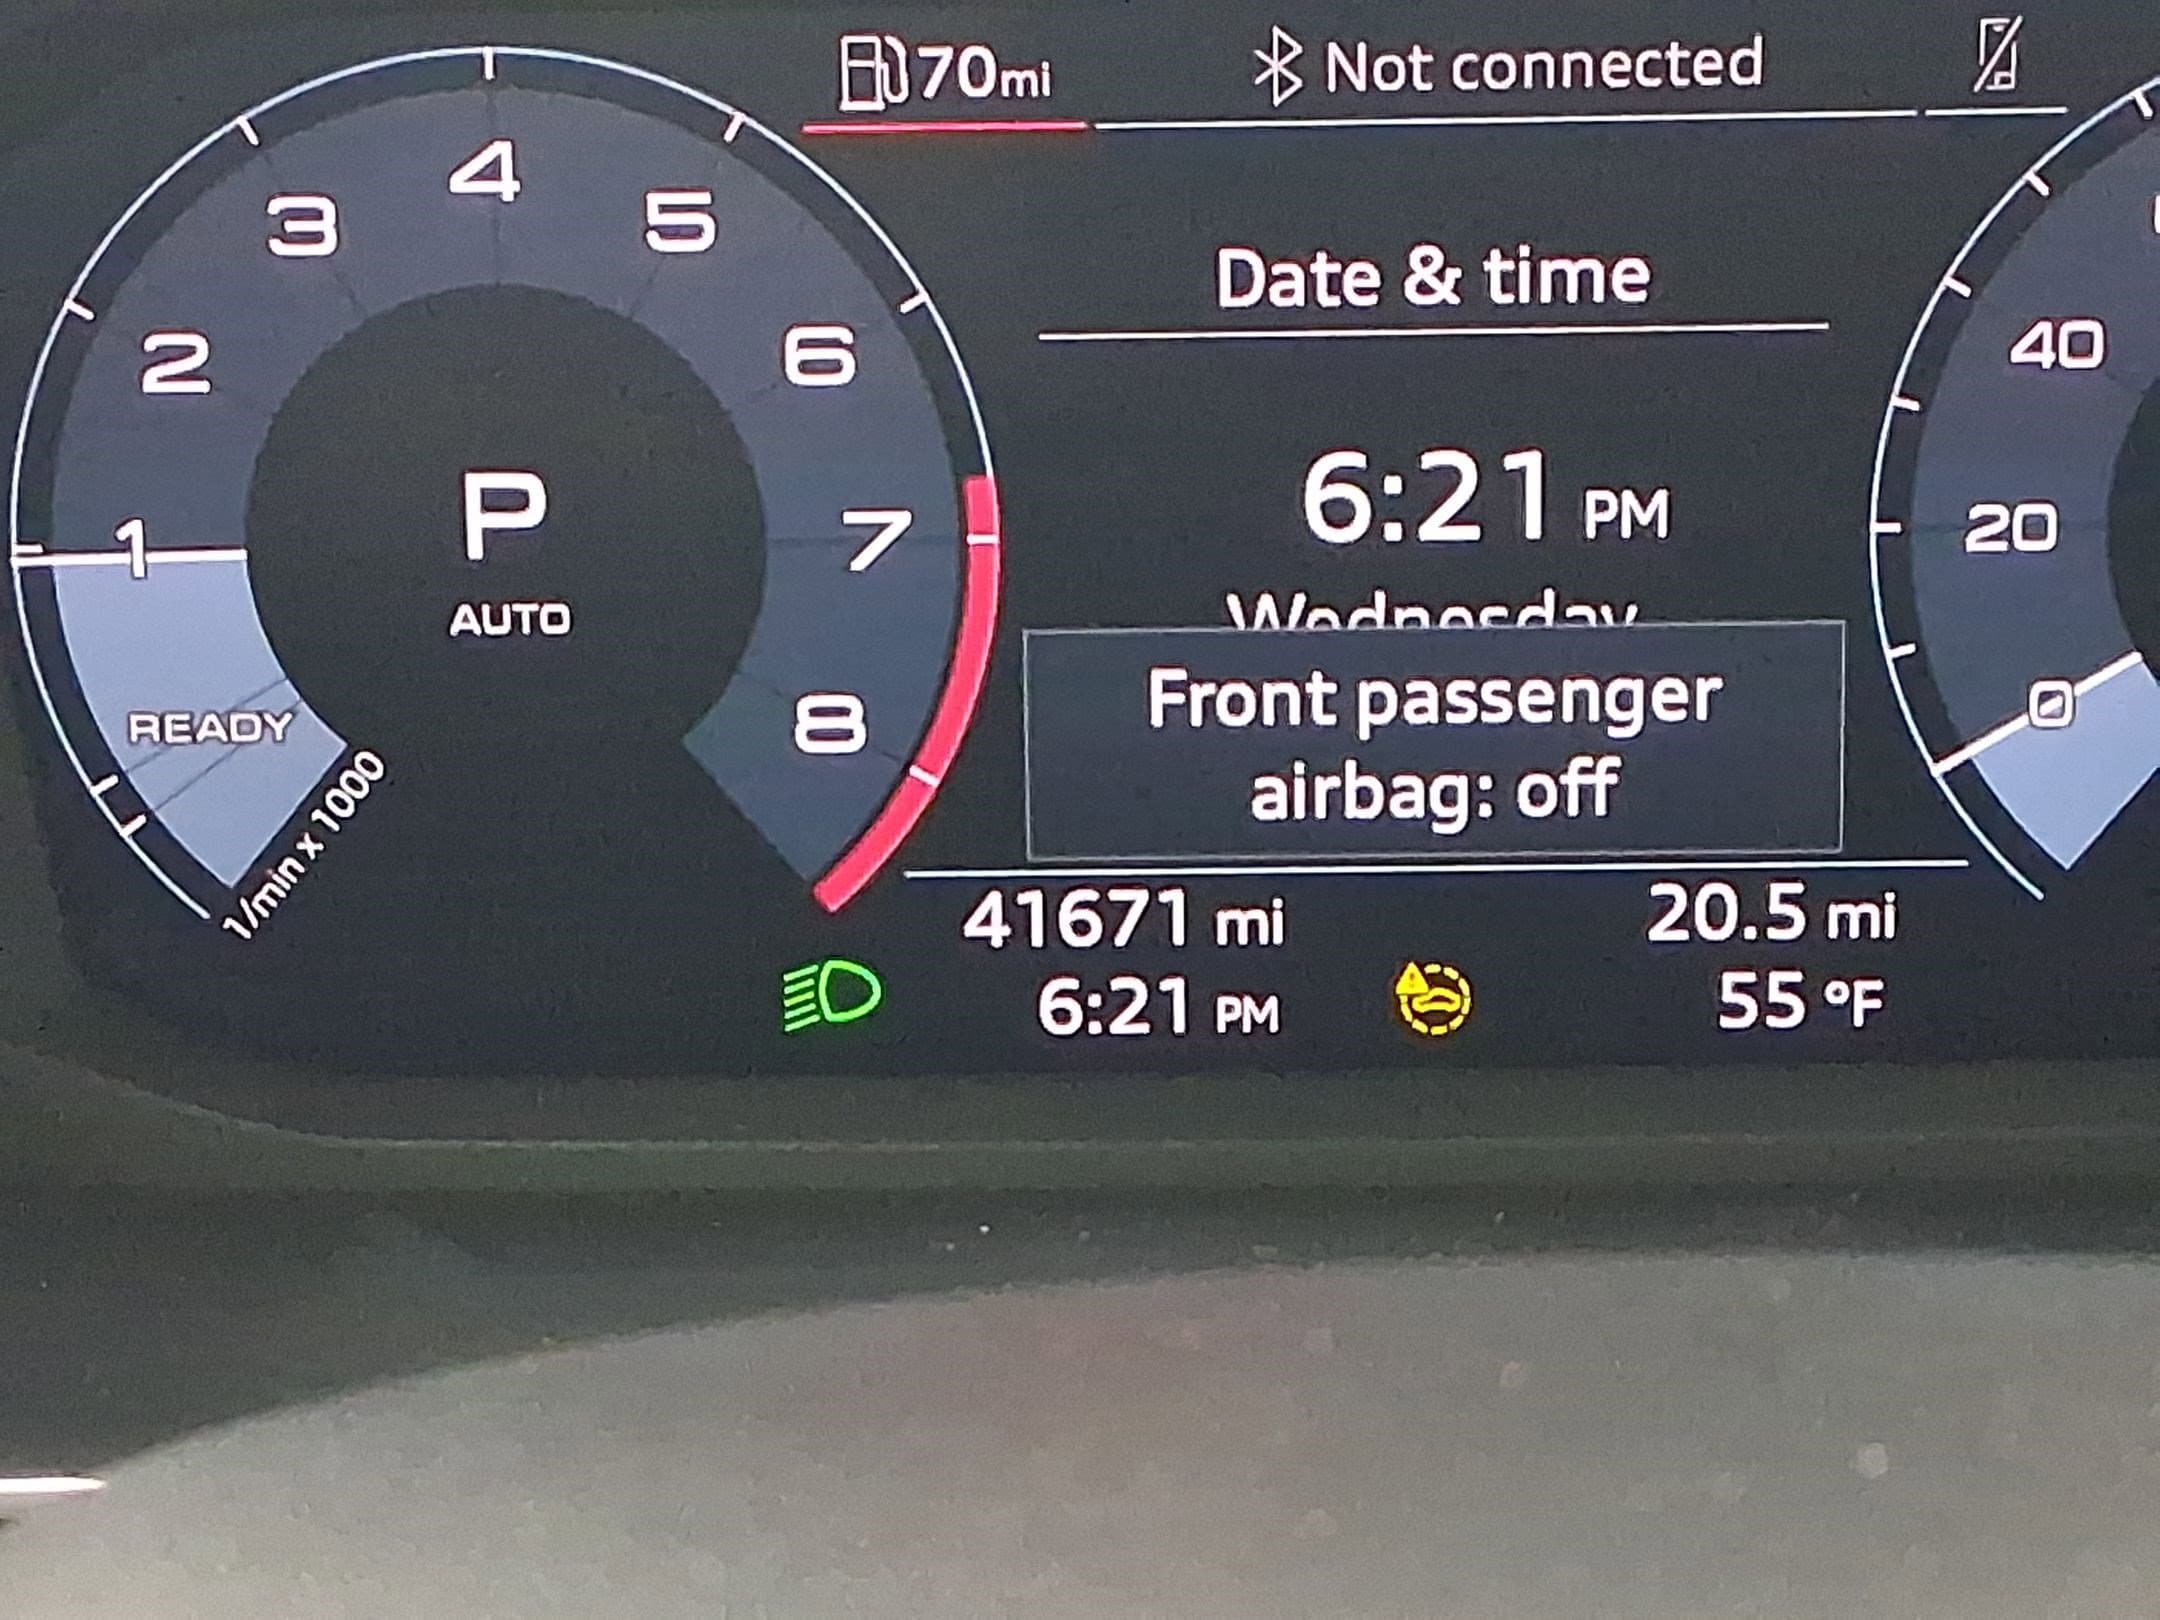 70mi
Not connected
Date & time
6:21 PM
Wednesday
Front passenger
airbag: off
41671 mi
20.5 mi
6:21 PM
55 °F
1
2
3
4
5
6
7
8
P
AUTO
READY
1/min x 1000
0
20
40